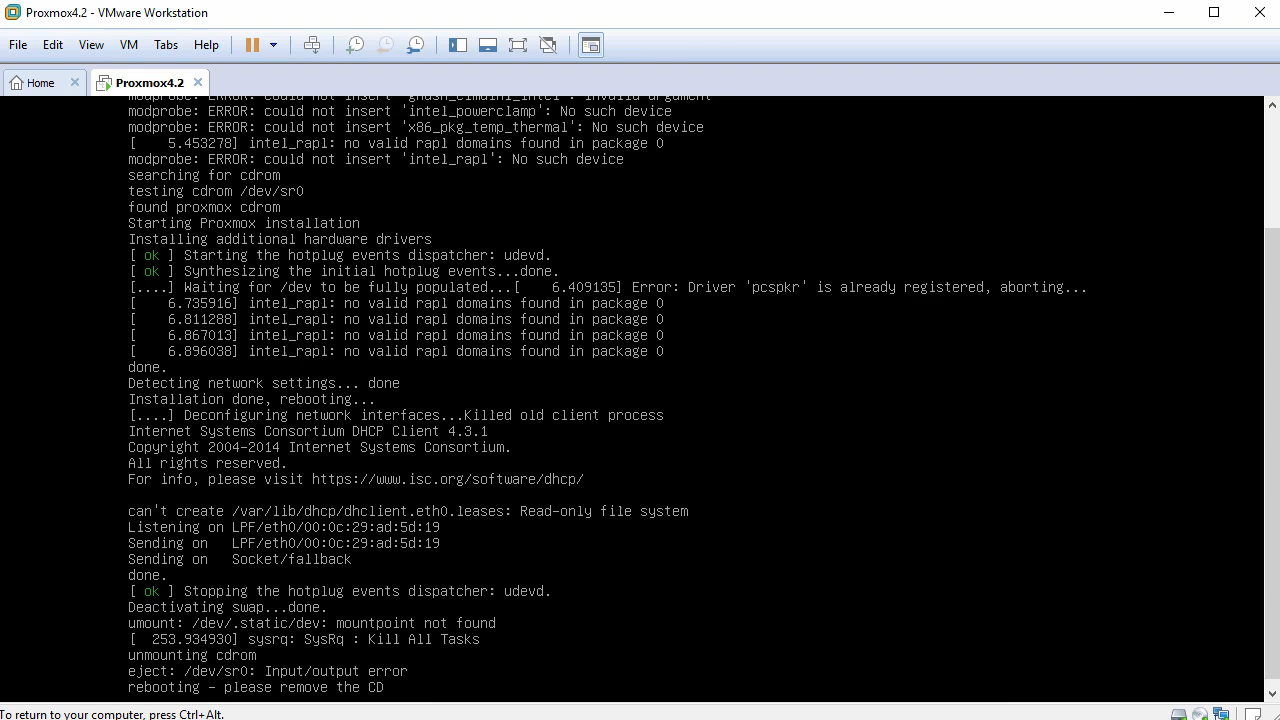 Proxmox4.2 - VMware Workstation
File Edit View VM Tabs Help
Home Proxmox4.2
modprobe: ERROR: could not insert 'ghash_clmulni_intel': Invalid argument
modprobe: ERROR: could not insert 'intel_powerclamp': No such device
modprobe: ERROR: could not insert 'x86_pkg_temp_thermal': No such device
[    5.453278] intel_rapl: no valid rapl domains found in package 0
modprobe: ERROR: could not insert 'intel_rapl': No such device
searching for cdrom
testing cdrom /dev/sr0
found proxmox cdrom
Starting Proxmox installation
Installing additional hardware drivers
[ ok ] Starting the hotplug events dispatcher: udevd.
[ ok ] Synthesizing the initial hotplug events...done.
[....] Waiting for /dev to be fully populated...[    6.409135] Error: Driver 'pcspkr' is already registered, aborting...
[    6.735916] intel_rapl: no valid rapl domains found in package 0
[    6.811288] intel_rapl: no valid rapl domains found in package 0
[    6.867013] intel_rapl: no valid rapl domains found in package 0
[    6.896038] intel_rapl: no valid rapl domains found in package 0
done.
Detecting network settings... done
Installation done, rebooting...
[....] Deconfiguring network interfaces...Killed old client process
Internet Systems Consortium DHCP Client 4.3.1
Copyright 2004-2014 Internet Systems Consortium.
All rights reserved.
For info, please visit https://www.isc.org/software/dhcp/
can't create /var/lib/dhcp/dhclient.eth0.leases: Read-only file system
Listening on LPF/eth0/00:0c:29:ad:5d:19
Sending on   LPF/eth0/00:0c:29:ad:5d:19
Sending on   Socket/fallback
done.
[ ok ] Stopping the hotplug events dispatcher: udevd.
Deactivating swap...done.
umount: /dev/.static/dev: mountpoint not found
[  253.934930] sysrq: SysRq : Kill All Tasks
unmounting cdrom
eject: /dev/sr0: Input/output error
rebooting - please remove the CD
To return to your computer, press Ctrl+Alt.